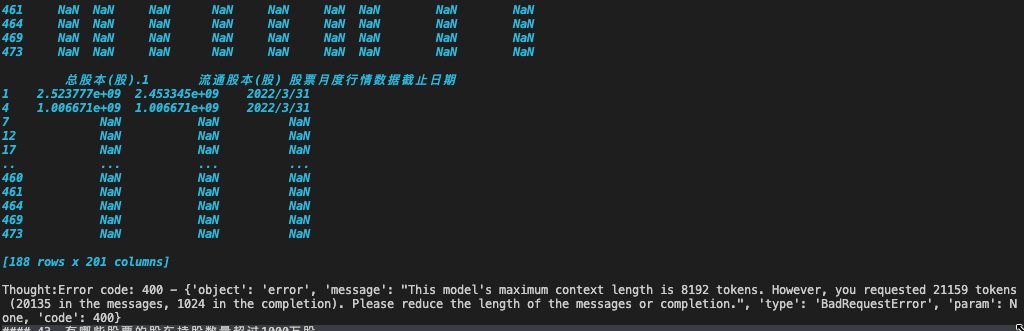 461 NaN NaN NaN NaN NaN NaN NaN NaN NaN
464 NaN NaN NaN NaN NaN NaN NaN NaN NaN
469 NaN NaN NaN NaN NaN NaN NaN NaN NaN
473 NaN NaN NaN NaN NaN NaN NaN NaN NaN
总股本(股).1 流通股本(股) 股票月度行情数据截止日期
1 2.523777e+09 2.453345e+09 2022/3/31
4 1.006671e+09 1.006671e+09 2022/3/31
7 NaN NaN NaN
12 NaN NaN NaN
17 NaN NaN NaN
.. ... ... ...
460 NaN NaN NaN
461 NaN NaN NaN
464 NaN NaN NaN
469 NaN NaN NaN
473 NaN NaN NaN
[188 rows x 201 columns]
Thought:Error code: 400 - {'object': 'error', 'message': "This model's maximum context length is 8192 tokens. However, you requested 21159 tokens
(20135 in the messages, 1024 in the completion). Please reduce the length of the messages or completion.", 'type': 'BadRequestError', 'param': N
one, 'code': 400}
#### 43. 有哪些股票的股东持股数量超过1000万股